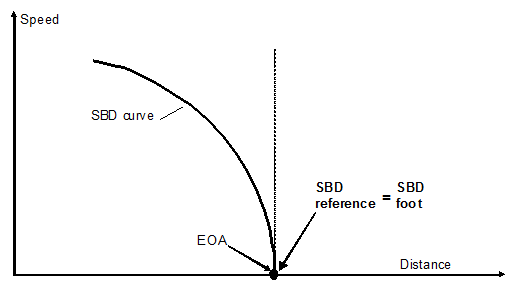 Speed
SBD curve
SBD reference = SBD foot
EOA
Distance